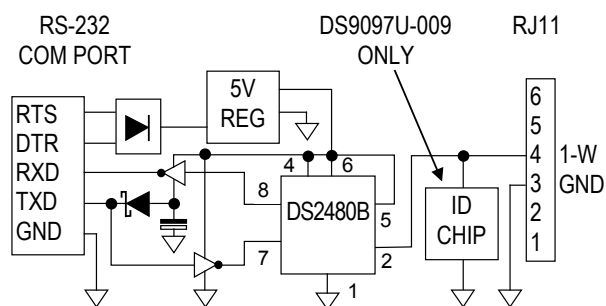 RS-232
COM PORT
DS9097U-009
ONLY
RJ11
RTS
DTR
RXD
TXD
GND
5V
REG
6
5
4
3
2
1
1-W
GND
4
6
8
5
7
2
1
DS2480B
ID
CHIP